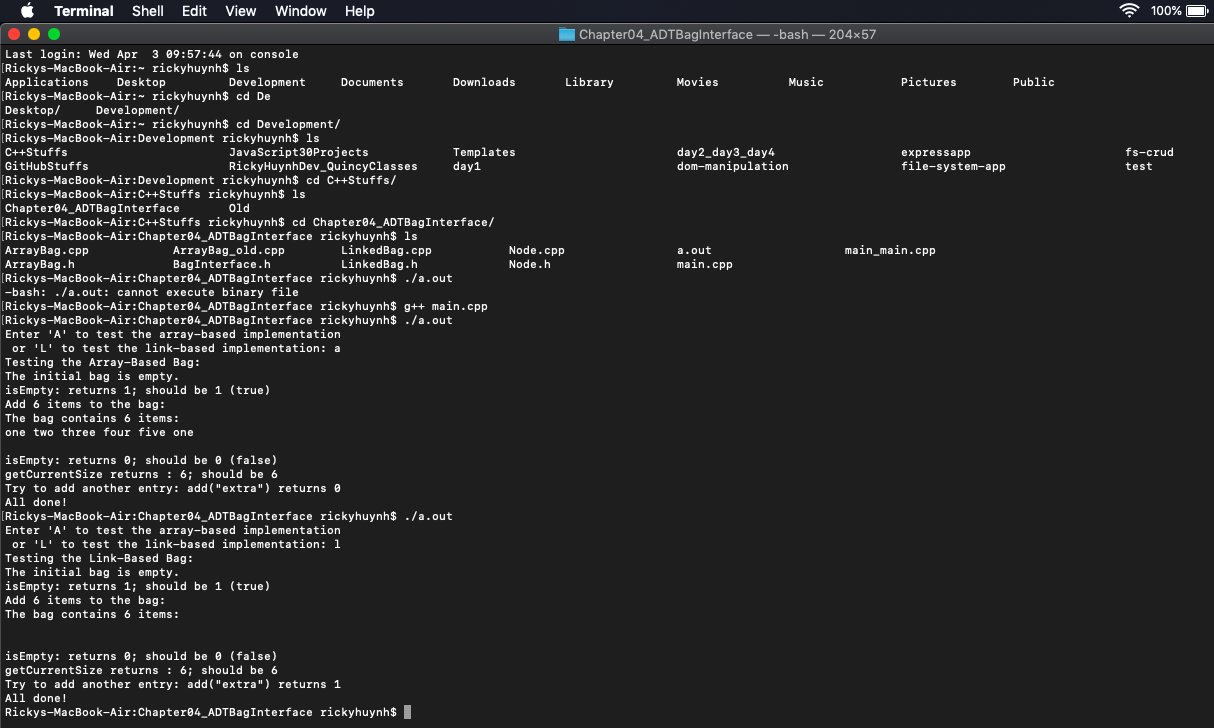 Terminal Shell Edit View Window Help 100%
Chapter04_ADTBagInterface — -bash — 204×57
Last login: Wed Apr  3 09:57:44 on console
[Rickys-MacBook-Air:~ rickyhuynh$ ls
Applications Desktop Development Documents Downloads Library Movies Music Pictures Public
[Rickys-MacBook-Air:~ rickyhuynh$ cd De
Desktop/ Development/
[Rickys-MacBook-Air:~ rickyhuynh$ cd Development/
[Rickys-MacBook-Air:Development rickyhuynh$ ls
C++Stuffs JavaScript30Projects Templates day2_day3_day4 expressapp fs-crud
GitHubStuffs RickyHuynhDev_QuincyClasses day1 dom-manipulation file-system-app test
[Rickys-MacBook-Air:Development rickyhuynh$ cd C++Stuffs/
[Rickys-MacBook-Air:C++Stuffs rickyhuynh$ ls
Chapter04_ADTBagInterface Old
[Rickys-MacBook-Air:C++Stuffs rickyhuynh$ cd Chapter04_ADTBagInterface/
[Rickys-MacBook-Air:Chapter04_ADTBagInterface rickyhuynh$ ls
ArrayBag.cpp ArrayBag_old.cpp LinkedBag.cpp Node.cpp a.out main_main.cpp
ArrayBag.h BagInterface.h LinkedBag.h Node.h main.cpp
[Rickys-MacBook-Air:Chapter04_ADTBagInterface rickyhuynh$ ./a.out
-bash: ./a.out: cannot execute binary file
[Rickys-MacBook-Air:Chapter04_ADTBagInterface rickyhuynh$ g++ main.cpp
[Rickys-MacBook-Air:Chapter04_ADTBagInterface rickyhuynh$ ./a.out
Enter 'A' to test the array-based implementation
 or 'L' to test the link-based implementation: a
Testing the Array-Based Bag:
The initial bag is empty.
isEmpty: returns 1; should be 1 (true)
Add 6 items to the bag:
The bag contains 6 items:
one two three four five one
isEmpty: returns 0; should be 0 (false)
getCurrentSize returns : 6; should be 6
Try to add another entry: add("extra") returns 0
All done!
[Rickys-MacBook-Air:Chapter04_ADTBagInterface rickyhuynh$ ./a.out
Enter 'A' to test the array-based implementation
 or 'L' to test the link-based implementation: l
Testing the Link-Based Bag:
The initial bag is empty.
isEmpty: returns 1; should be 1 (true)
Add 6 items to the bag:
The bag contains 6 items:
isEmpty: returns 0; should be 0 (false)
getCurrentSize returns : 6; should be 6
Try to add another entry: add("extra") returns 1
All done!
Rickys-MacBook-Air:Chapter04_ADTBagInterface rickyhuynh$